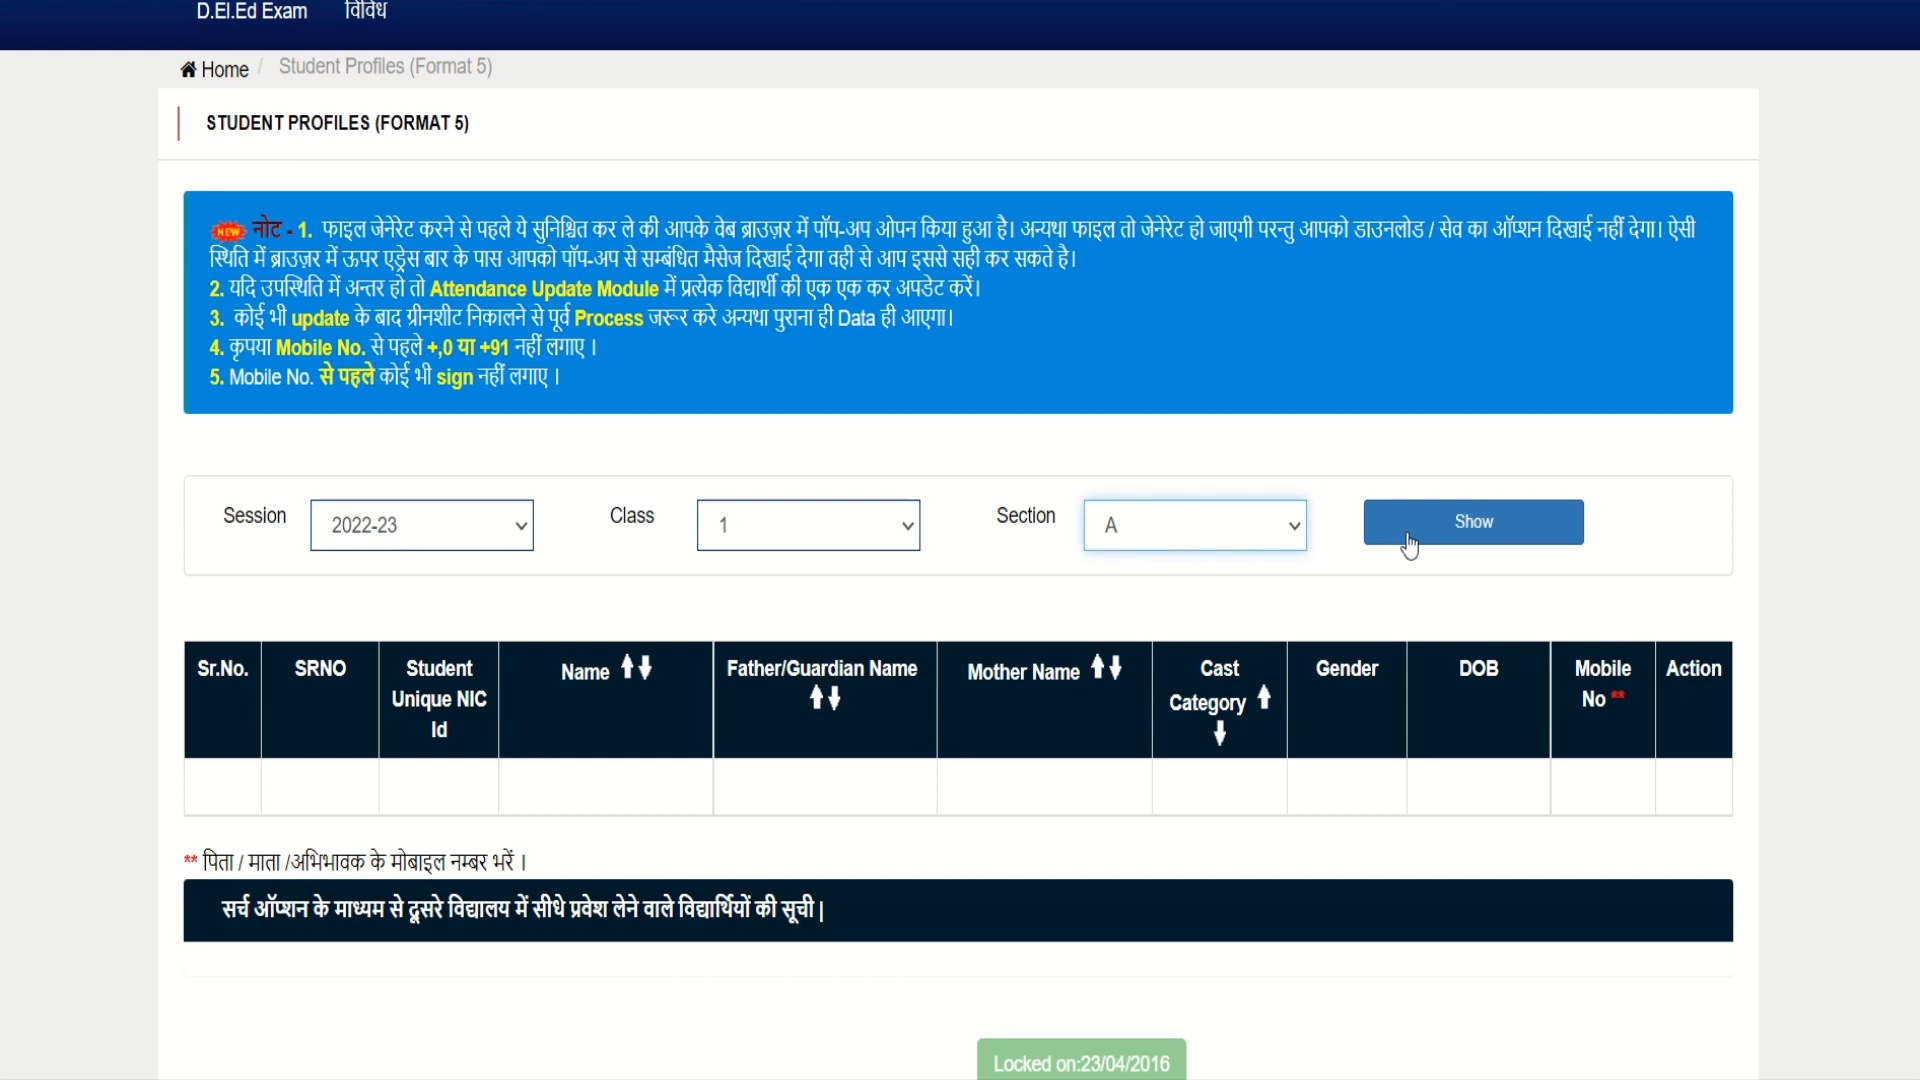 D.El.Ed Exam विविध
Home / Student Profiles (Format 5)
STUDENT PROFILES (FORMAT 5)
NEW नोट - 1. फाइल जेनेरेट करने से पहले ये सुनिश्चित कर ले की आपके वेब ब्राउज़र में पॉप-अप ओपन किया हुआ है। अन्यथा फाइल तो जेनेरेट हो जाएगी परन्तु आपको डाउनलोड / सेव का ऑप्शन दिखाई नहीं देगा। ऐसी
स्थिति में ब्राउज़र में ऊपर एड्रेस बार के पास आपको पॉप-अप से सम्बंधित मैसेज दिखाई देगा वही से आप इससे सही कर सकते है।
2. यदि उपस्थिति में अन्तर हो तो Attendance Update Module में प्रत्येक विद्यार्थी की एक एक कर अपडेट करें।
3. कोई भी update के बाद ग्रीनशीट निकालने से पूर्व Process जरूर करे अन्यथा पुराना ही Data ही आएगा।
4. कृपया Mobile No. से पहले +,0 या +91 नहीं लगाए ।
5. Mobile No. से पहले कोई भी sign नहीं लगाए ।
Session 2022-23 Class 1 Section A Show
Sr.No. SRNO Student Name Father/Guardian Name Mother Name Cast Gender DOB Mobile Action
Unique NIC Category No **
Id
** पिता / माता /अभिभावक के मोबाइल नम्बर भरें ।
सर्च ऑप्शन के माध्यम से दूसरे विद्यालय में सीधे प्रवेश लेने वाले विद्यार्थियों की सूची |
Locked on:23/04/2016